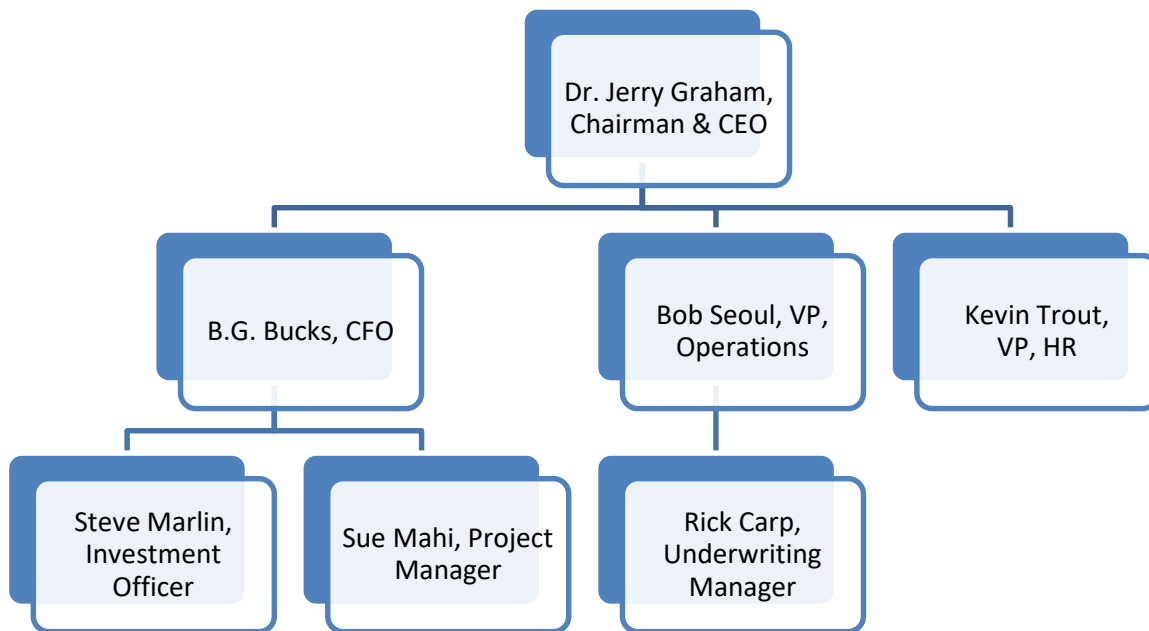 Dr. Jerry Graham,
Chairman & CEO
B.G. Bucks, CFO
Bob Seoul, VP,
Operations
Kevin Trout,
VP, HR
Steve Marlin,
Investment
Officer
Sue Mahi, Project
Manager
Rick Carp,
Underwriting
Manager